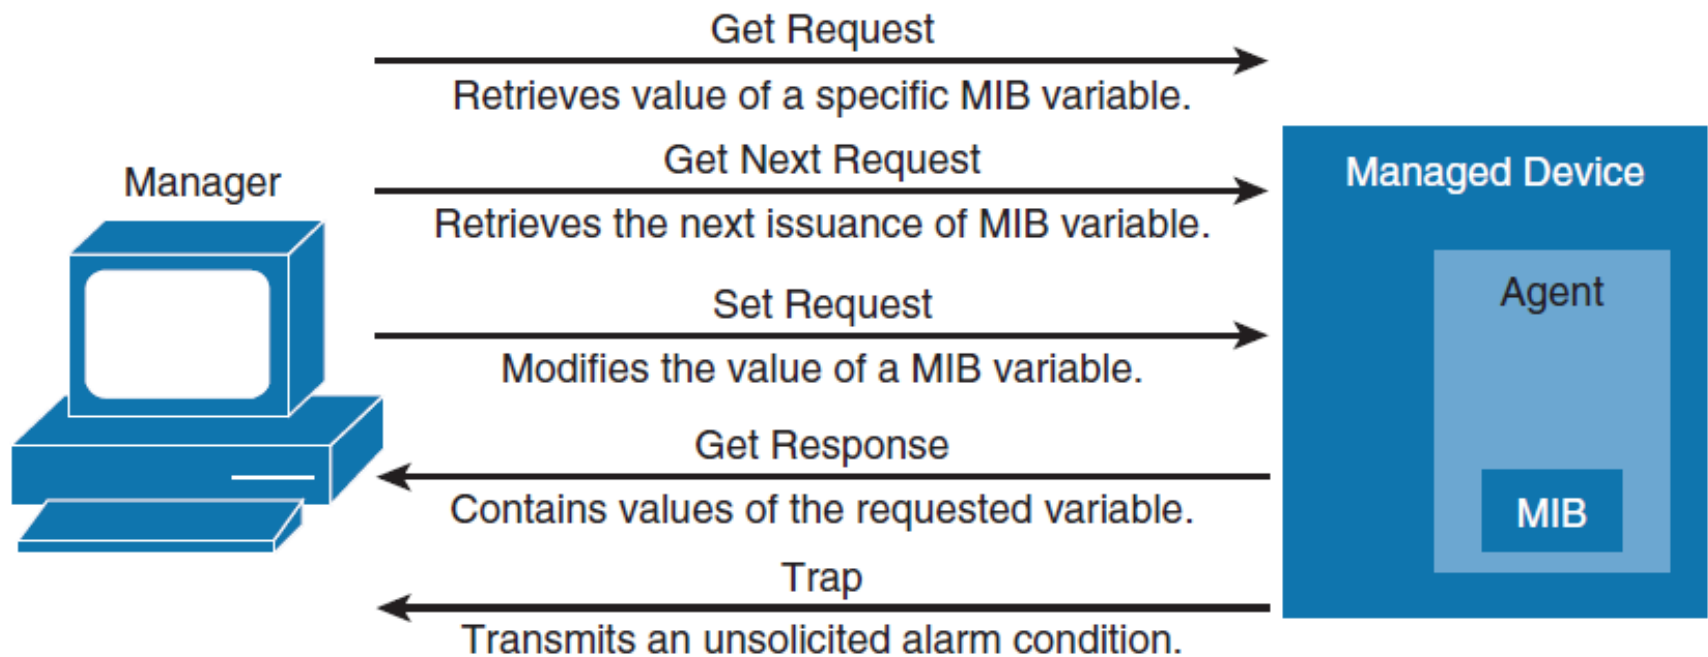 Get Request
Retrieves value of a specific MIB variable.
Manager
Get Next Request
Retrieves the next issuance of MIB variable.
Set Request
Modifies the value of a MIB variable.
Get Response
Contains values of the requested variable.
Trap
Transmits an unsolicited alarm condition.
Managed Device
Agent
MIB